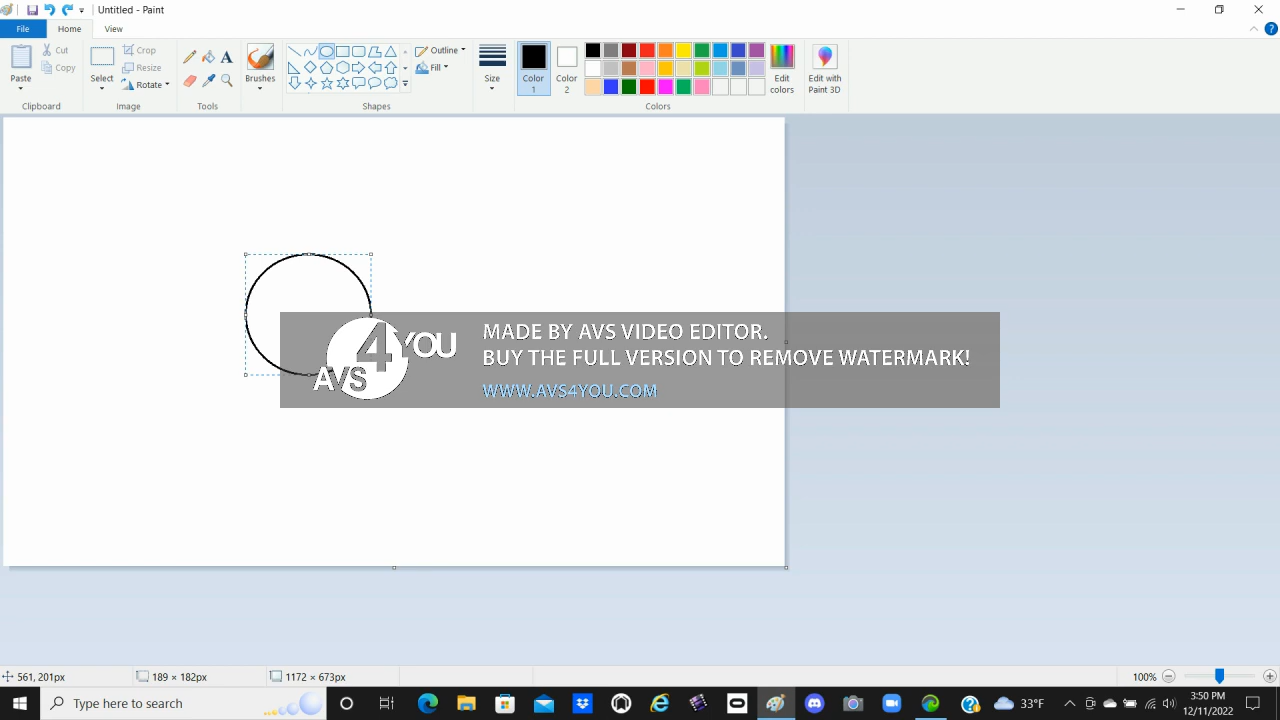 Untitled - Paint
File Home View
Paste
Cut
Copy
Clipboard
Select
Crop
Resize
Rotate
Image
A
Tools
Brushes
Shapes
Outline
Fill
Size
Color 1
Color 2
Edit colors
Colors
Edit with Paint 3D
AVS4YOU
MADE BY AVS VIDEO EDITOR.
BUY THE FULL VERSION TO REMOVE WATERMARK!
WWW.AVS4YOU.COM
561, 201px 189 × 182px 1172 × 673px 100%
Type here to search
33°F
3:50 PM
12/11/2022